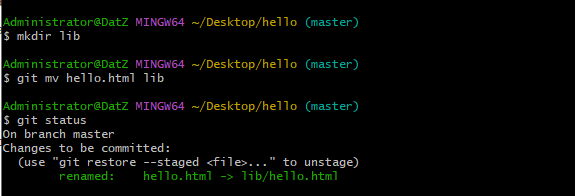 Administrator@DatZ MINGW64 ~/Desktop/hello (master)
$ mkdir lib
Administrator@DatZ MINGW64 ~/Desktop/hello (master)
$ git mv hello.html lib
Administrator@DatZ MINGW64 ~/Desktop/hello (master)
$ git status
On branch master
Changes to be committed:
  (use "git restore --staged <file>..." to unstage)
        renamed:    hello.html -> lib/hello.html